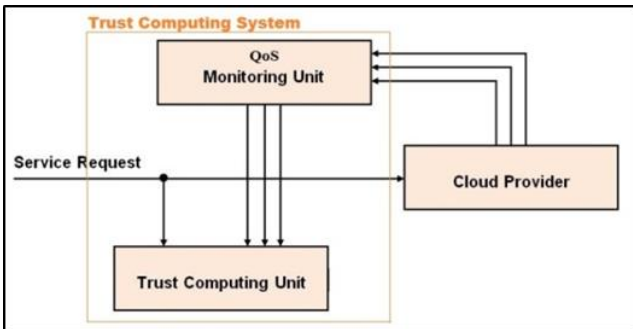 Trust Computing System
QoS
Monitoring Unit
Service Request
Cloud Provider
Trust Computing Unit